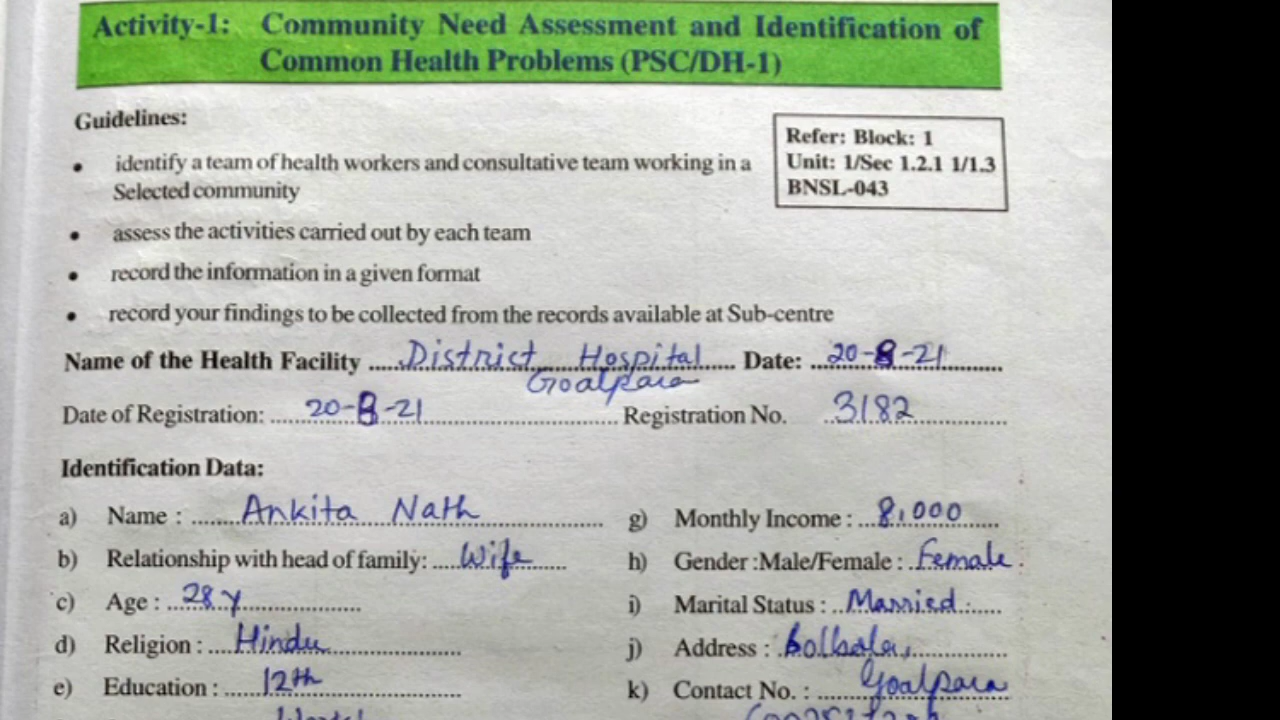 Activity-1: Community Need Assessment and Identification of
Common Health Problems (PSC/DH-1)
Guidelines:
• identify a team of health workers and consultative team working in a
Selected community
• assess the activities carried out by each team
• record the information in a given format
• record your findings to be collected from the records available at Sub-centre
Refer: Block: 1
Unit: 1/Sec 1.2.1 1/1.3
BNSL-043
Name of the Health Facility District Hospital Date: 20-8-21
Goalpara
Date of Registration: 20-8-21 Registration No. 3182
Identification Data:
a) Name : Ankita Nath
b) Relationship with head of family: Wife
c) Age : 28 Y
d) Religion : Hindu
e) Education : 12th
g) Monthly Income : 8,000
h) Gender :Male/Female : Female
i) Marital Status : Married
j) Address :
Goalpara
k) Contact No. :